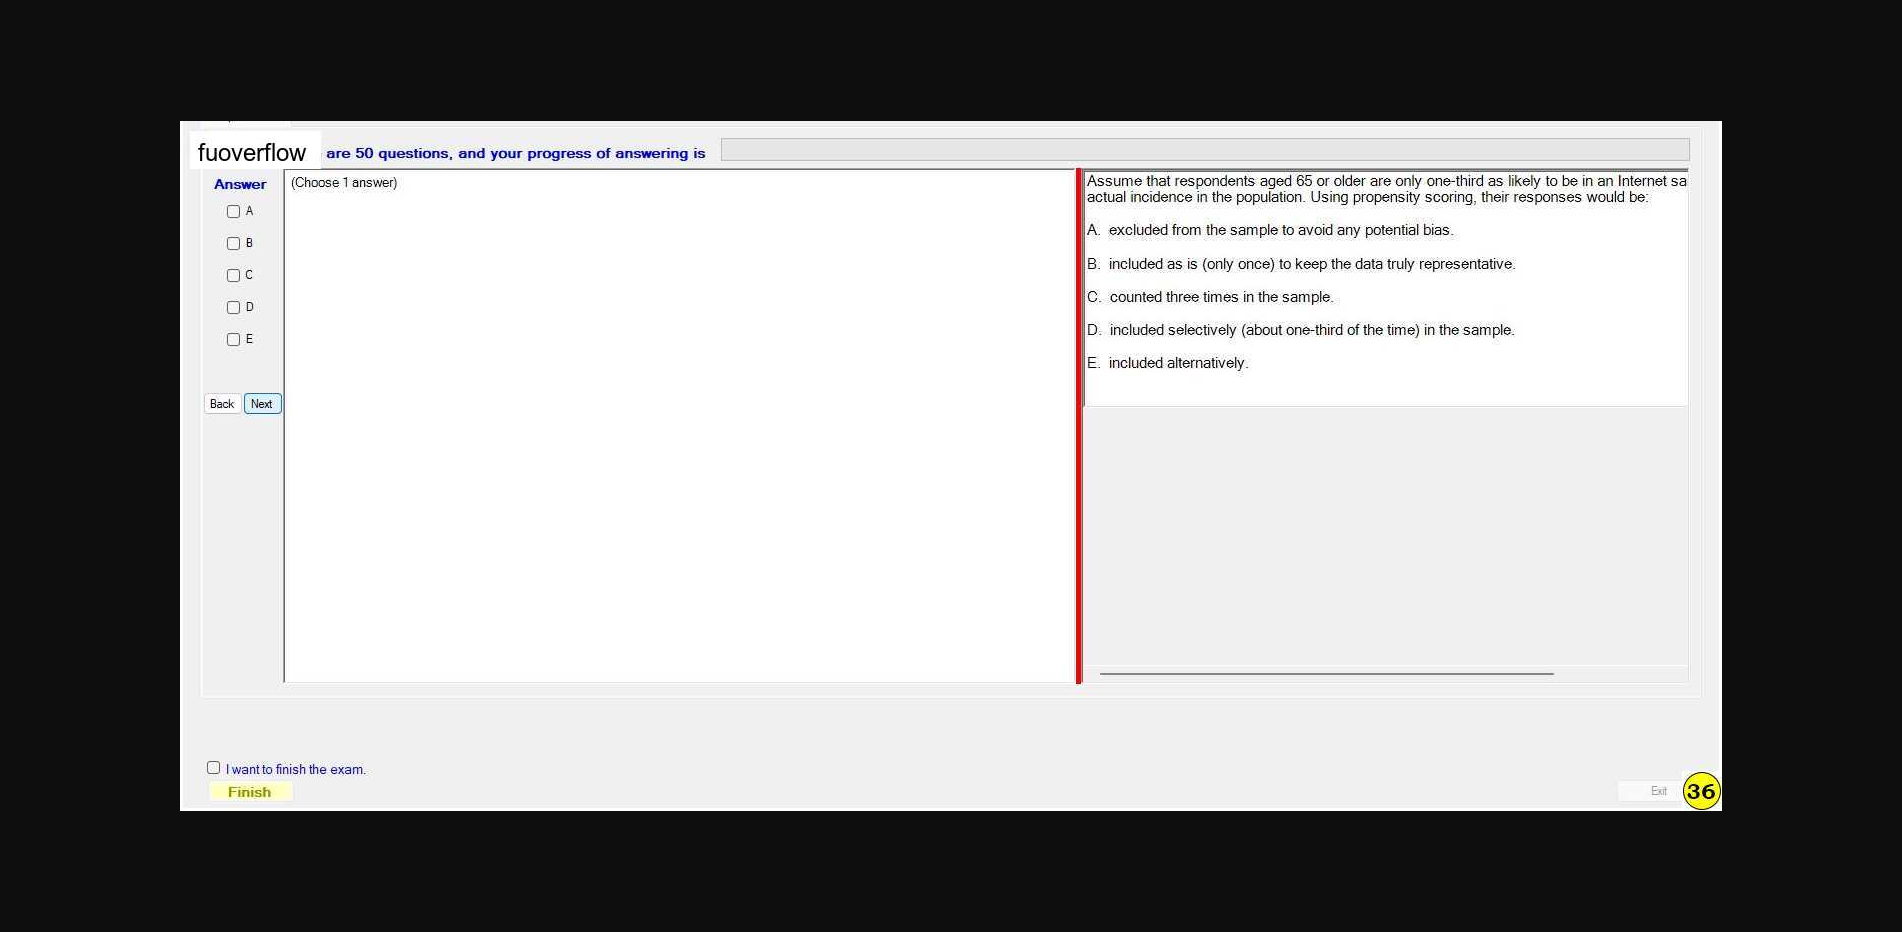 fuoverflow are 50 questions, and your progress of answering is
Answer
A
B
C
D
E
Back Next
(Choose 1 answer)
Assume that respondents aged 65 or older are only one-third as likely to be in an Internet sa
actual incidence in the population. Using propensity scoring, their responses would be:
A. excluded from the sample to avoid any potential bias.
B. included as is (only once) to keep the data truly representative.
C. counted three times in the sample.
D. included selectively (about one-third of the time) in the sample.
E. included alternatively.
I want to finish the exam.
Finish
Exit
36